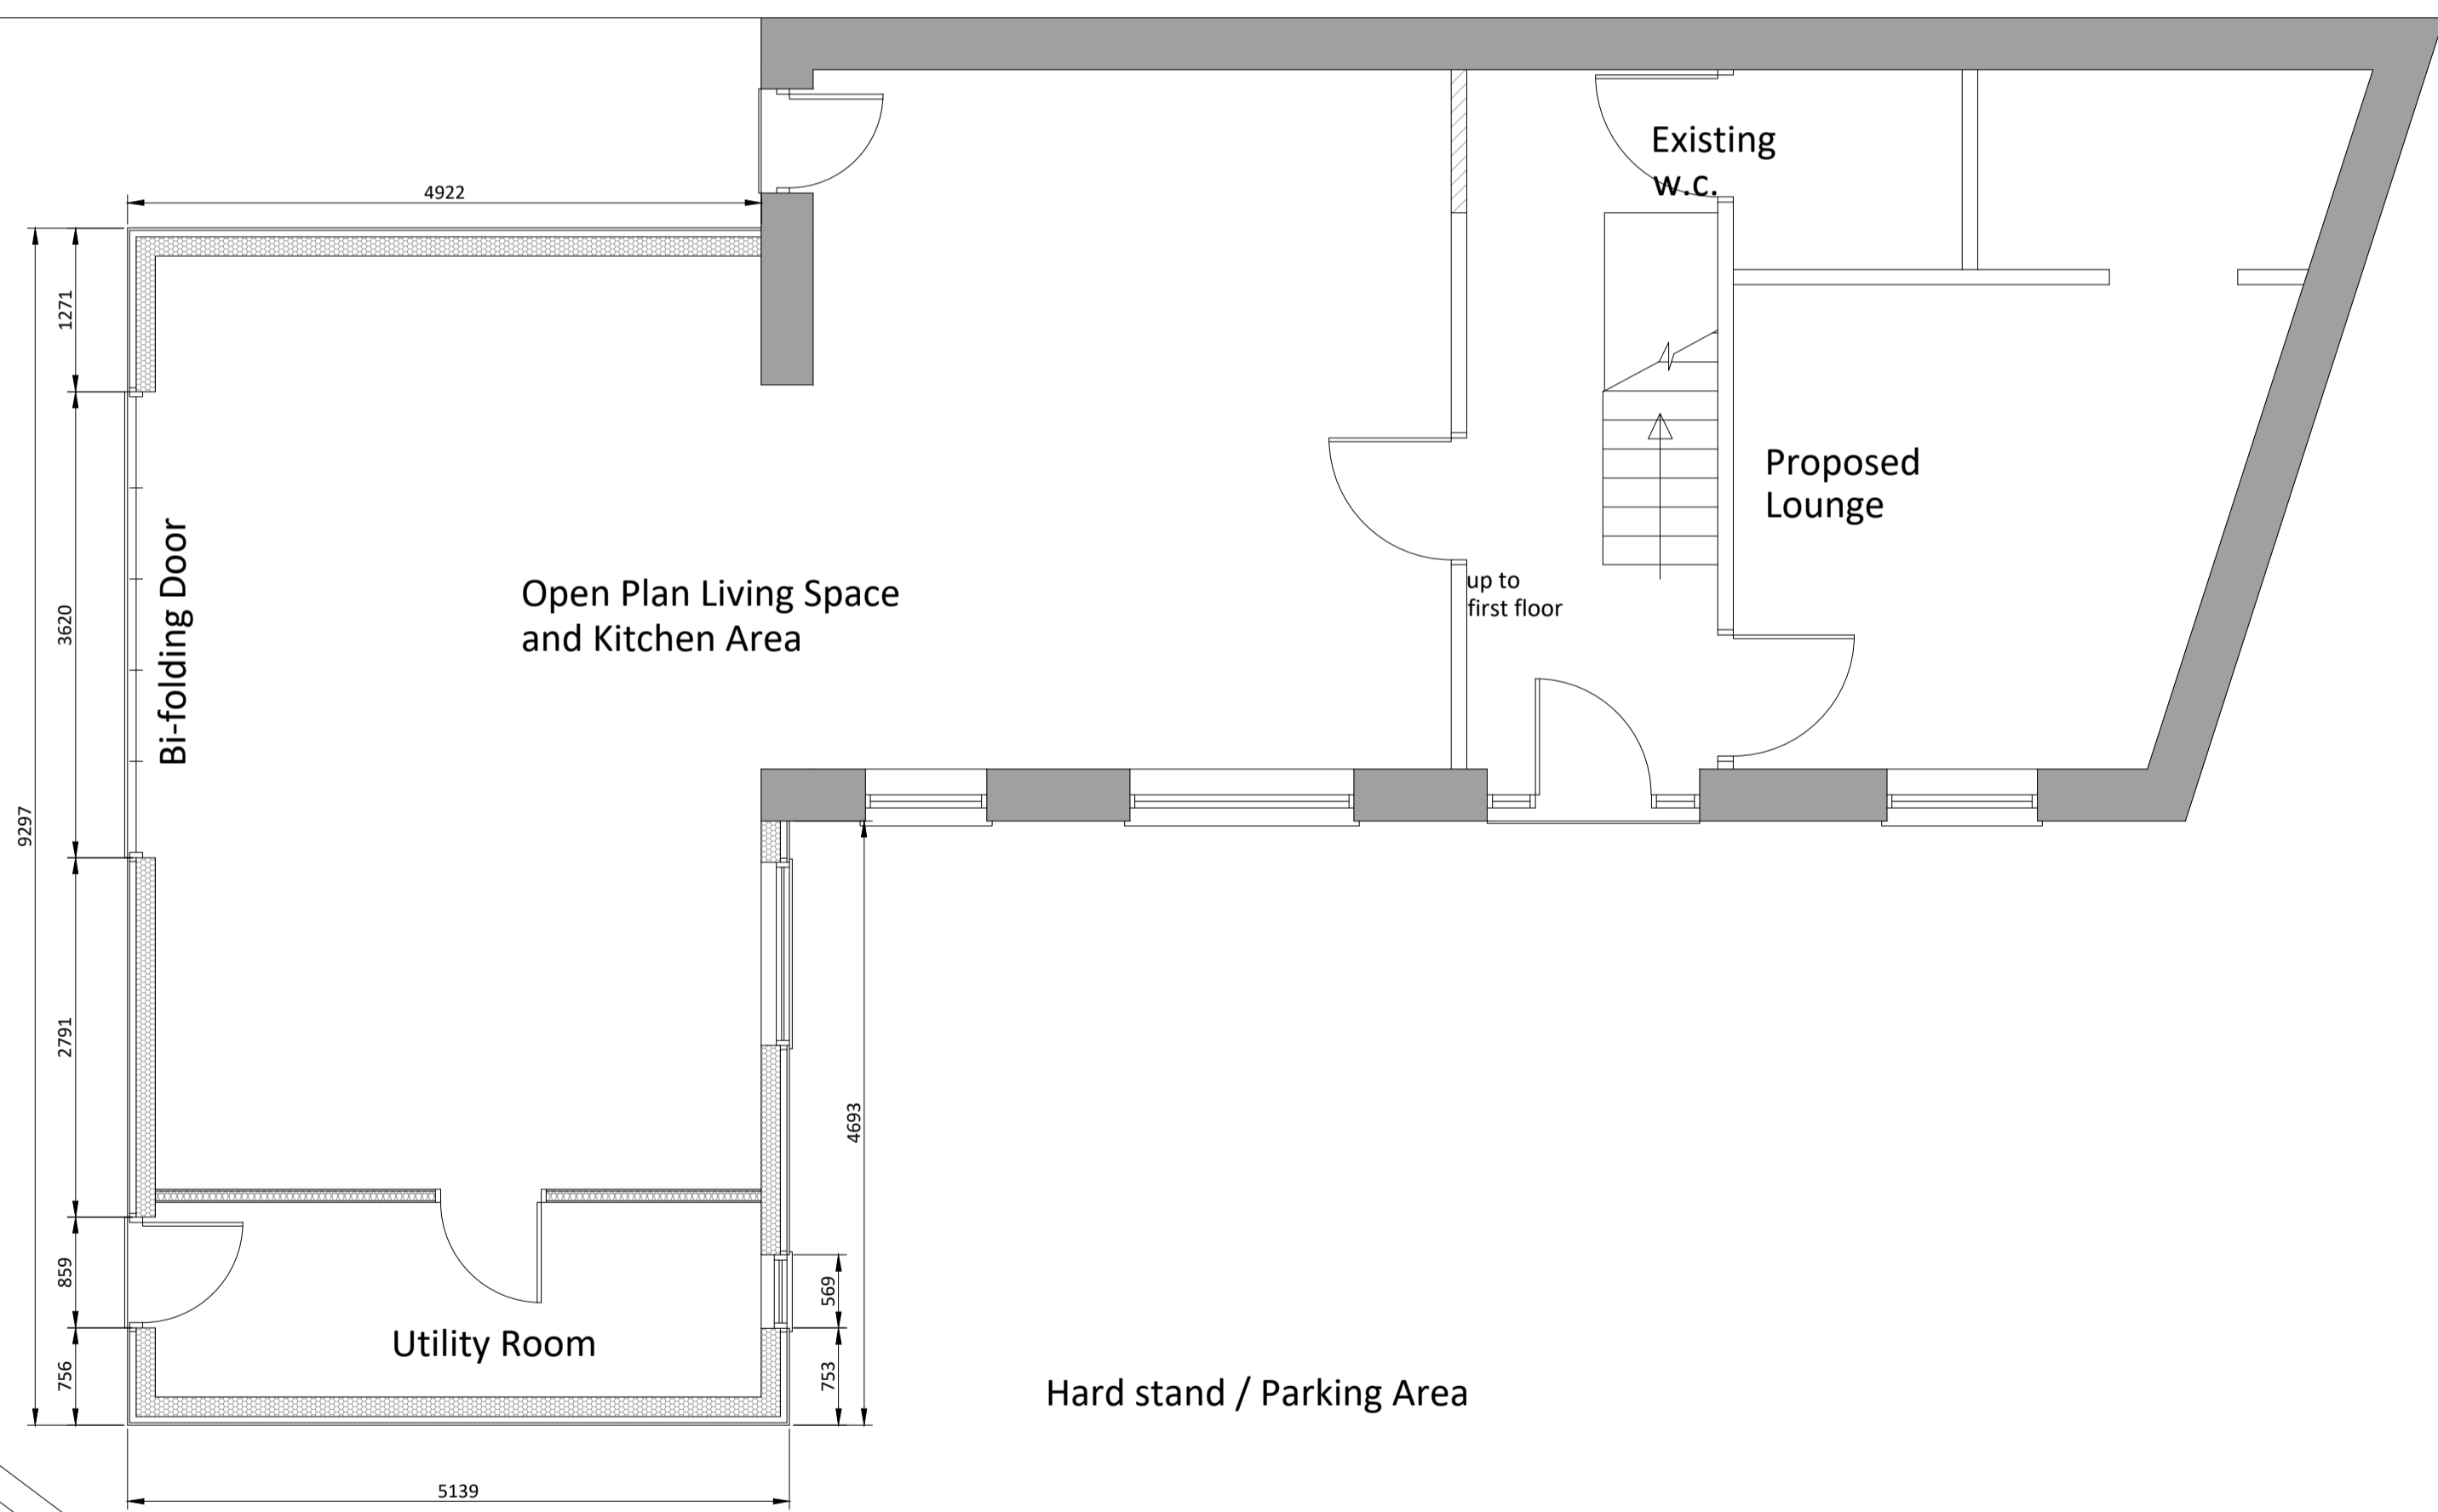 Existing
w.c.
4922
1271
Proposed
Lounge
3620
Bi-folding Door
Open Plan Living Space
and Kitchen Area
up to
first floor
9297
2791
4693
859
569
Utility Room
756
753
Hard stand / Parking Area
5139